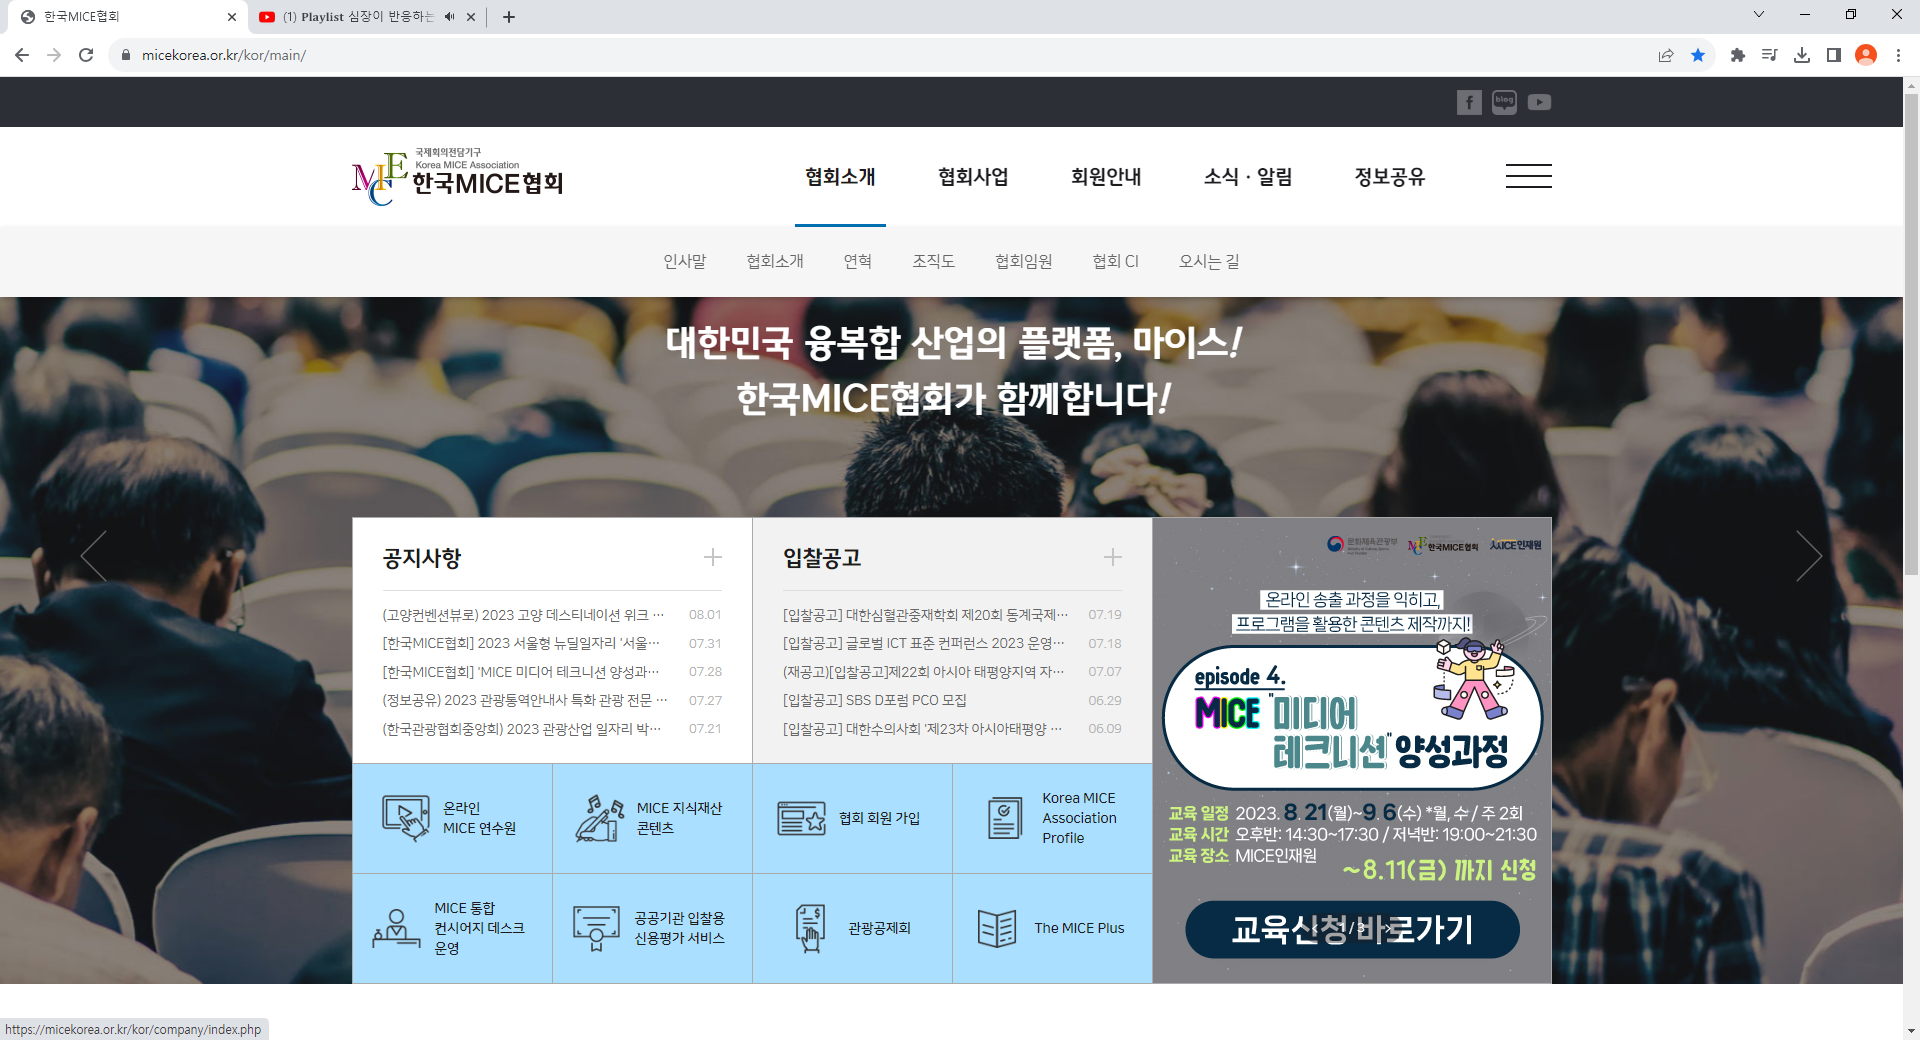 한국MICE협회
(1) Playlist 심장이 반응하는
micekorea.or.kr/kor/main/
blog
국제회의전담기구
Korea MICE Association
MICE 한국MICE협회
협회소개 협회사업 회원안내 소식 · 알림 정보공유
인사말 협회소개 연혁 조직도 협회임원 협회 CI 오시는 길
대한민국 융복합 산업의 플랫폼, 마이스!
한국MICE협회가 함께합니다!
공지사항
(고양컨벤션뷰로) 2023 고양 데스티네이션 위크 … 08.01
[한국MICE협회] 2023 서울형 뉴딜일자리 '서울… 07.31
[한국MICE협회] 'MICE 미디어 테크니션 양성과… 07.28
(정보공유) 2023 관광통역안내사 특화 관광 전문 … 07.27
(한국관광협회중앙회) 2023 관광산업 일자리 박… 07.21
입찰공고
[입찰공고] 대한심혈관중재학회 제20회 동계국제… 07.19
[입찰공고] 글로벌 ICT 표준 컨퍼런스 2023 운영… 07.18
(재공고)[입찰공고]제22회 아시아 태평양지역 자… 07.07
[입찰공고] SBS D포럼 PCO 모집 06.29
[입찰공고] 대한수의사회 '제23차 아시아태평양 … 06.09
문화체육관광부
MICE 한국MICE협회
MICE인재원
온라인 송출 과정을 익히고,
프로그램을 활용한 콘텐츠 제작까지!
episode 4.
MICE "미디어
테크니션" 양성과정
교육 일정 2023. 8. 21(월)~9. 6(수) *월, 수 / 주 2회
교육 시간 오후반: 14:30~17:30 / 저녁반: 19:00~21:30
교육 장소 MICE인재원
~8.11(금) 까지 신청
교육신청 바로가기
1 / 3
온라인
MICE 연수원
MICE 지식재산
콘텐츠
협회 회원 가입
Korea MICE
Association
Profile
MICE 통합
컨시어지 데스크
운영
공공기관 입찰용
신용평가 서비스
관광공제회
The MICE Plus
https://micekorea.or.kr/kor/company/index.php